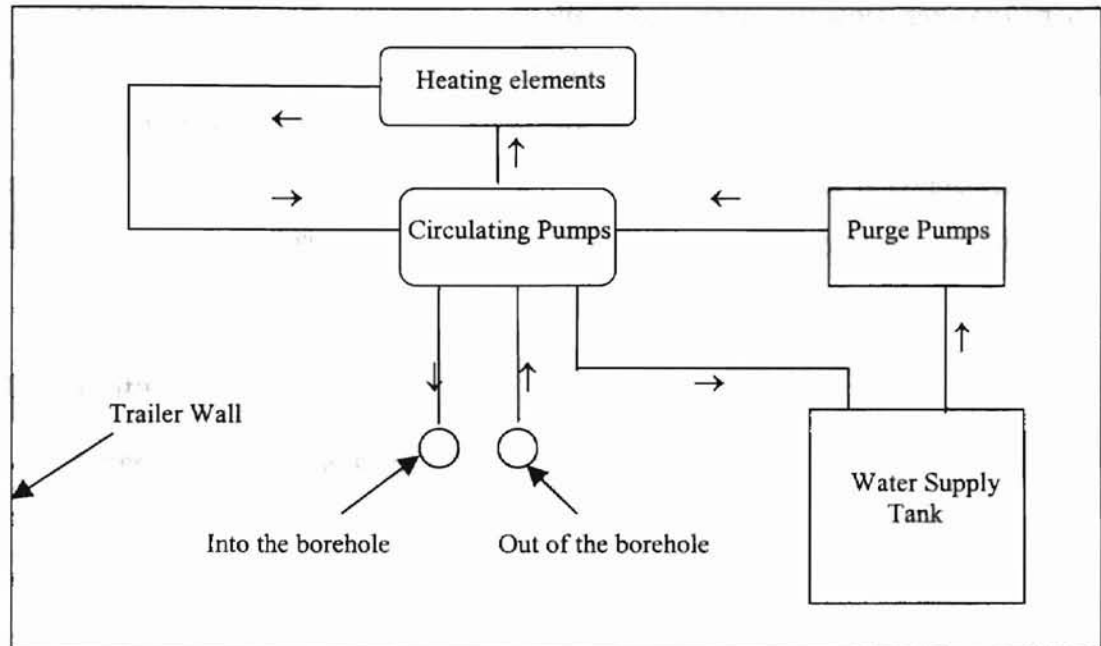 Heating elements
Circulating Pumps
Purge Pumps
Trailer Wall
Water Supply
Tank
Into the borehole
Out of the borehole